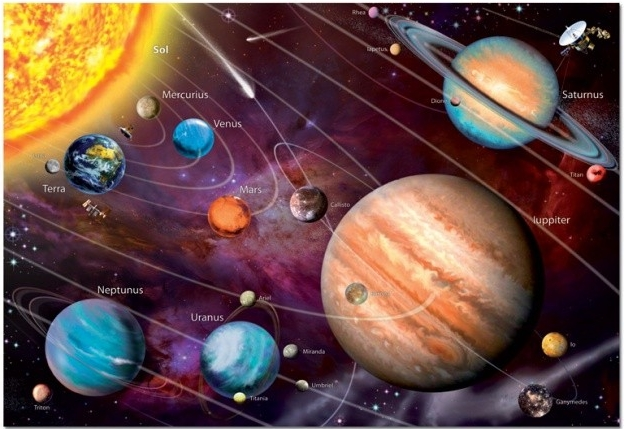 Rhea
Sol
Iapetus
Mercurius
Saturnus
Dione
Venus
Titan
Terra
Mars
Callisto
Iuppiter
Neptunus
Ariel
Uranus
Io
Miranda
Umbriel
Triton
Titania
Ganymedes